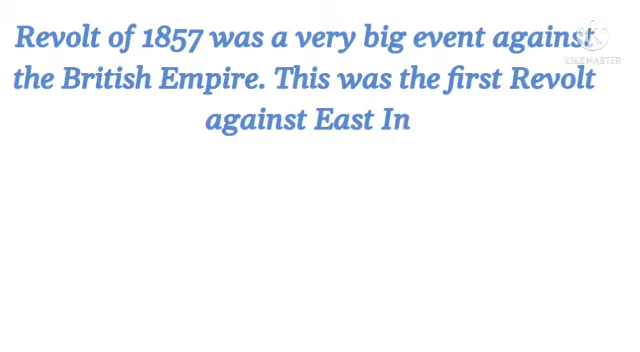 Revolt of 1857 was a very big event against
the British Empire. This was the first Revolt
against East In
KINEMASTER